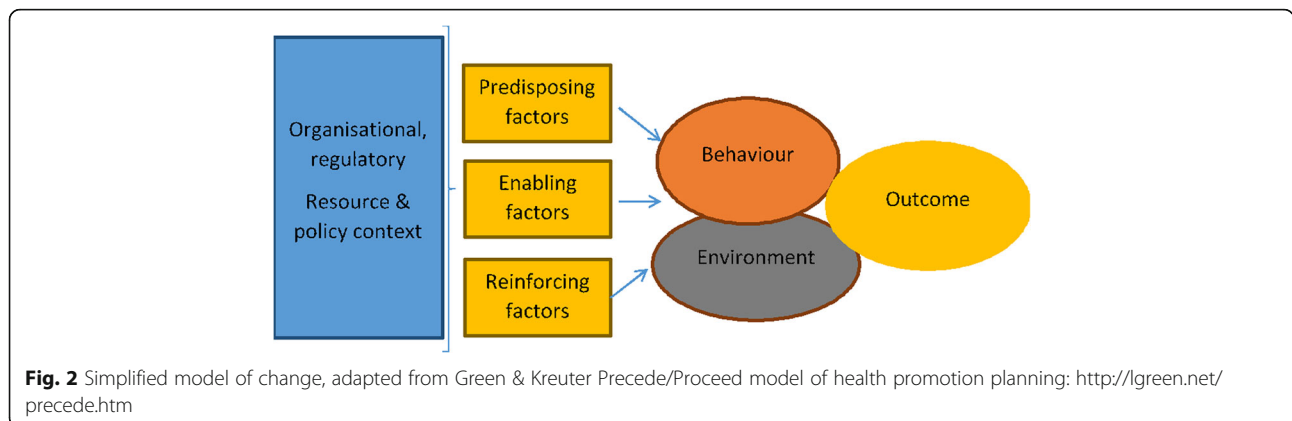 Organisational,
regulatory
Resource &
policy context
Predisposing
factors
Enabling
factors
Reinforcing
factors
Behaviour
Environment
Outcome
Fig. 2 Simplified model of change, adapted from Green & Kreuter Precede/Proceed model of health promotion planning: http://lgreen.net/
precede.htm